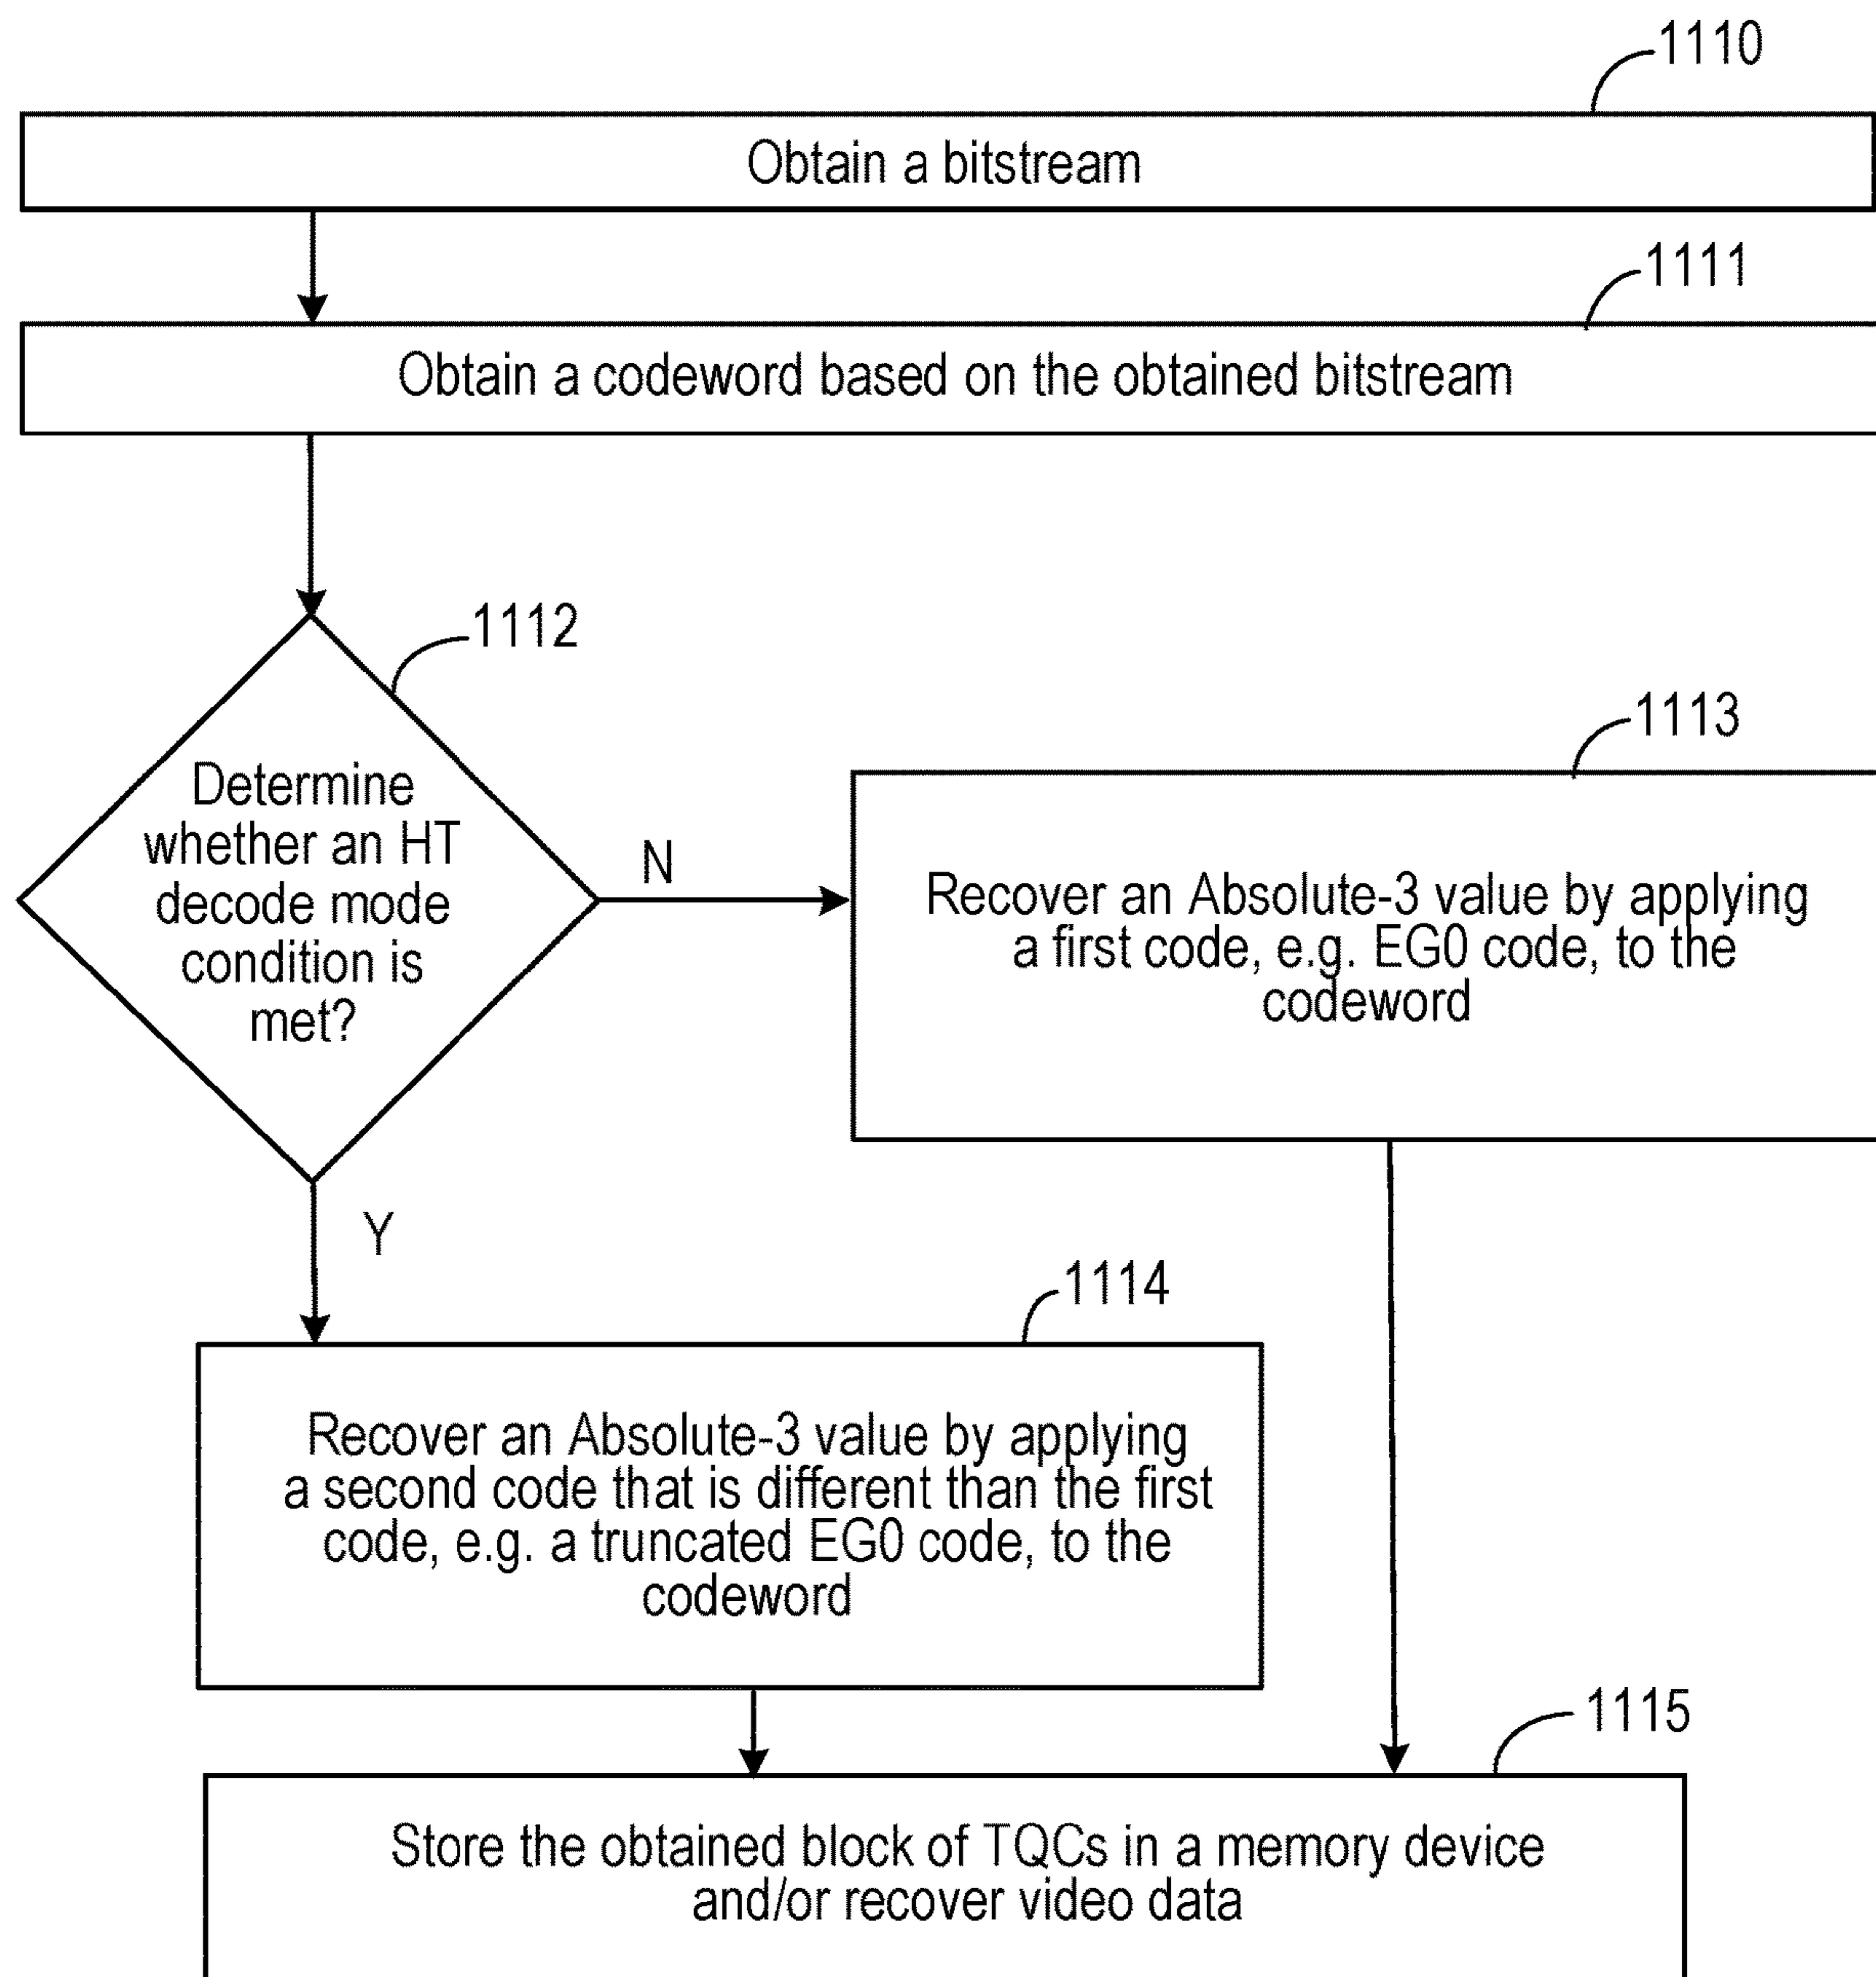 1110
Obtain a bitstream
1111
Obtain a codeword based on the obtained bitstream
1112
Determine
whether an HT
decode mode
condition is
met?
N
1113
Recover an Absolute-3 value by applying
a first code, e.g. EG0 code, to the
codeword
Y
1114
Recover an Absolute-3 value by applying
a second code that is different than the first
code, e.g. a truncated EG0 code, to the
codeword
1115
Store the obtained block of TQCs in a memory device
and/or recover video data